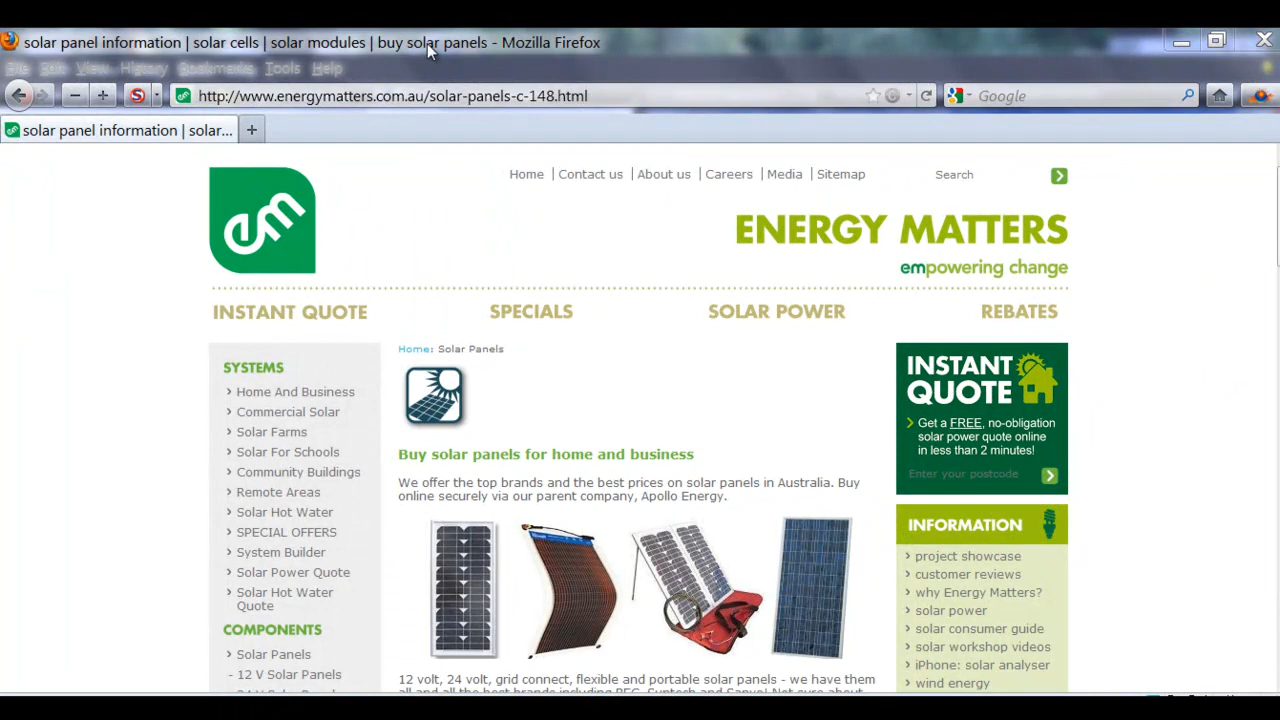 solar panel information | solar cells | solar modules | buy solar panels - Mozilla Firefox
File Edit View History Bookmarks Tools Help
http://www.energymatters.com.au/solar-panels-c-148.html
Google
solar panel information | solar...
Home | Contact us | About us | Careers | Media | Sitemap
Search
em
ENERGY MATTERS
empowering change
INSTANT QUOTE SPECIALS SOLAR POWER REBATES
SYSTEMS
Home And Business
Commercial Solar
Solar Farms
Solar For Schools
Community Buildings
Remote Areas
Solar Hot Water
SPECIAL OFFERS
System Builder
Solar Power Quote
Solar Hot Water
Quote
COMPONENTS
Solar Panels
- 12 V Solar Panels
Home: Solar Panels
Buy solar panels for home and business
We offer the top brands and the best prices on solar panels in Australia. Buy
online securely via our parent company, Apollo Energy.
12 volt, 24 volt, grid connect, flexible and portable solar panels - we have them
INSTANT
QUOTE
Get a FREE, no-obligation
solar power quote online
in less than 2 minutes!
Enter your postcode
INFORMATION
project showcase
customer reviews
why Energy Matters?
solar power
solar consumer guide
solar workshop videos
iPhone: solar analyser
wind energy